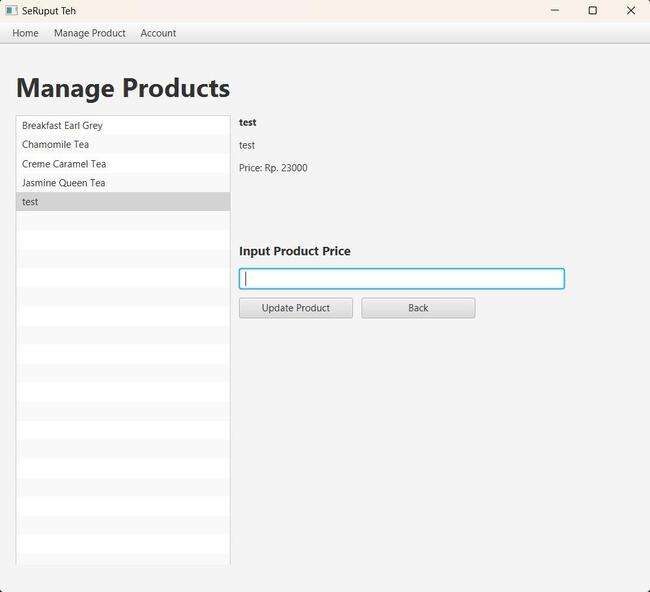 SeRuput Teh
Home Manage Product Account
Manage Products
Breakfast Earl Grey
Chamomile Tea
Creme Caramel Tea
Jasmine Queen Tea
test
test
test
Price: Rp. 23000
Input Product Price
Update Product Back